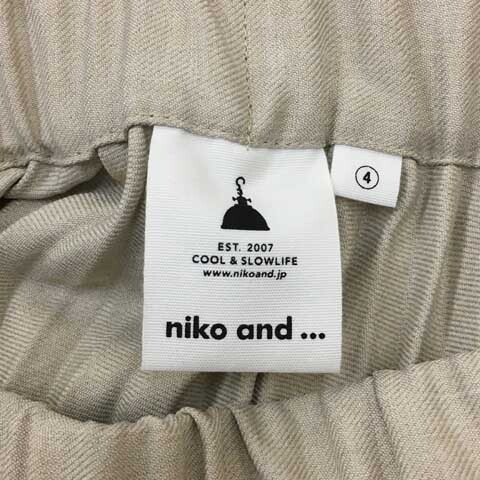 EST. 2007
COOL & SLOWLIFE
www.nikoand.jp
niko and ...
4